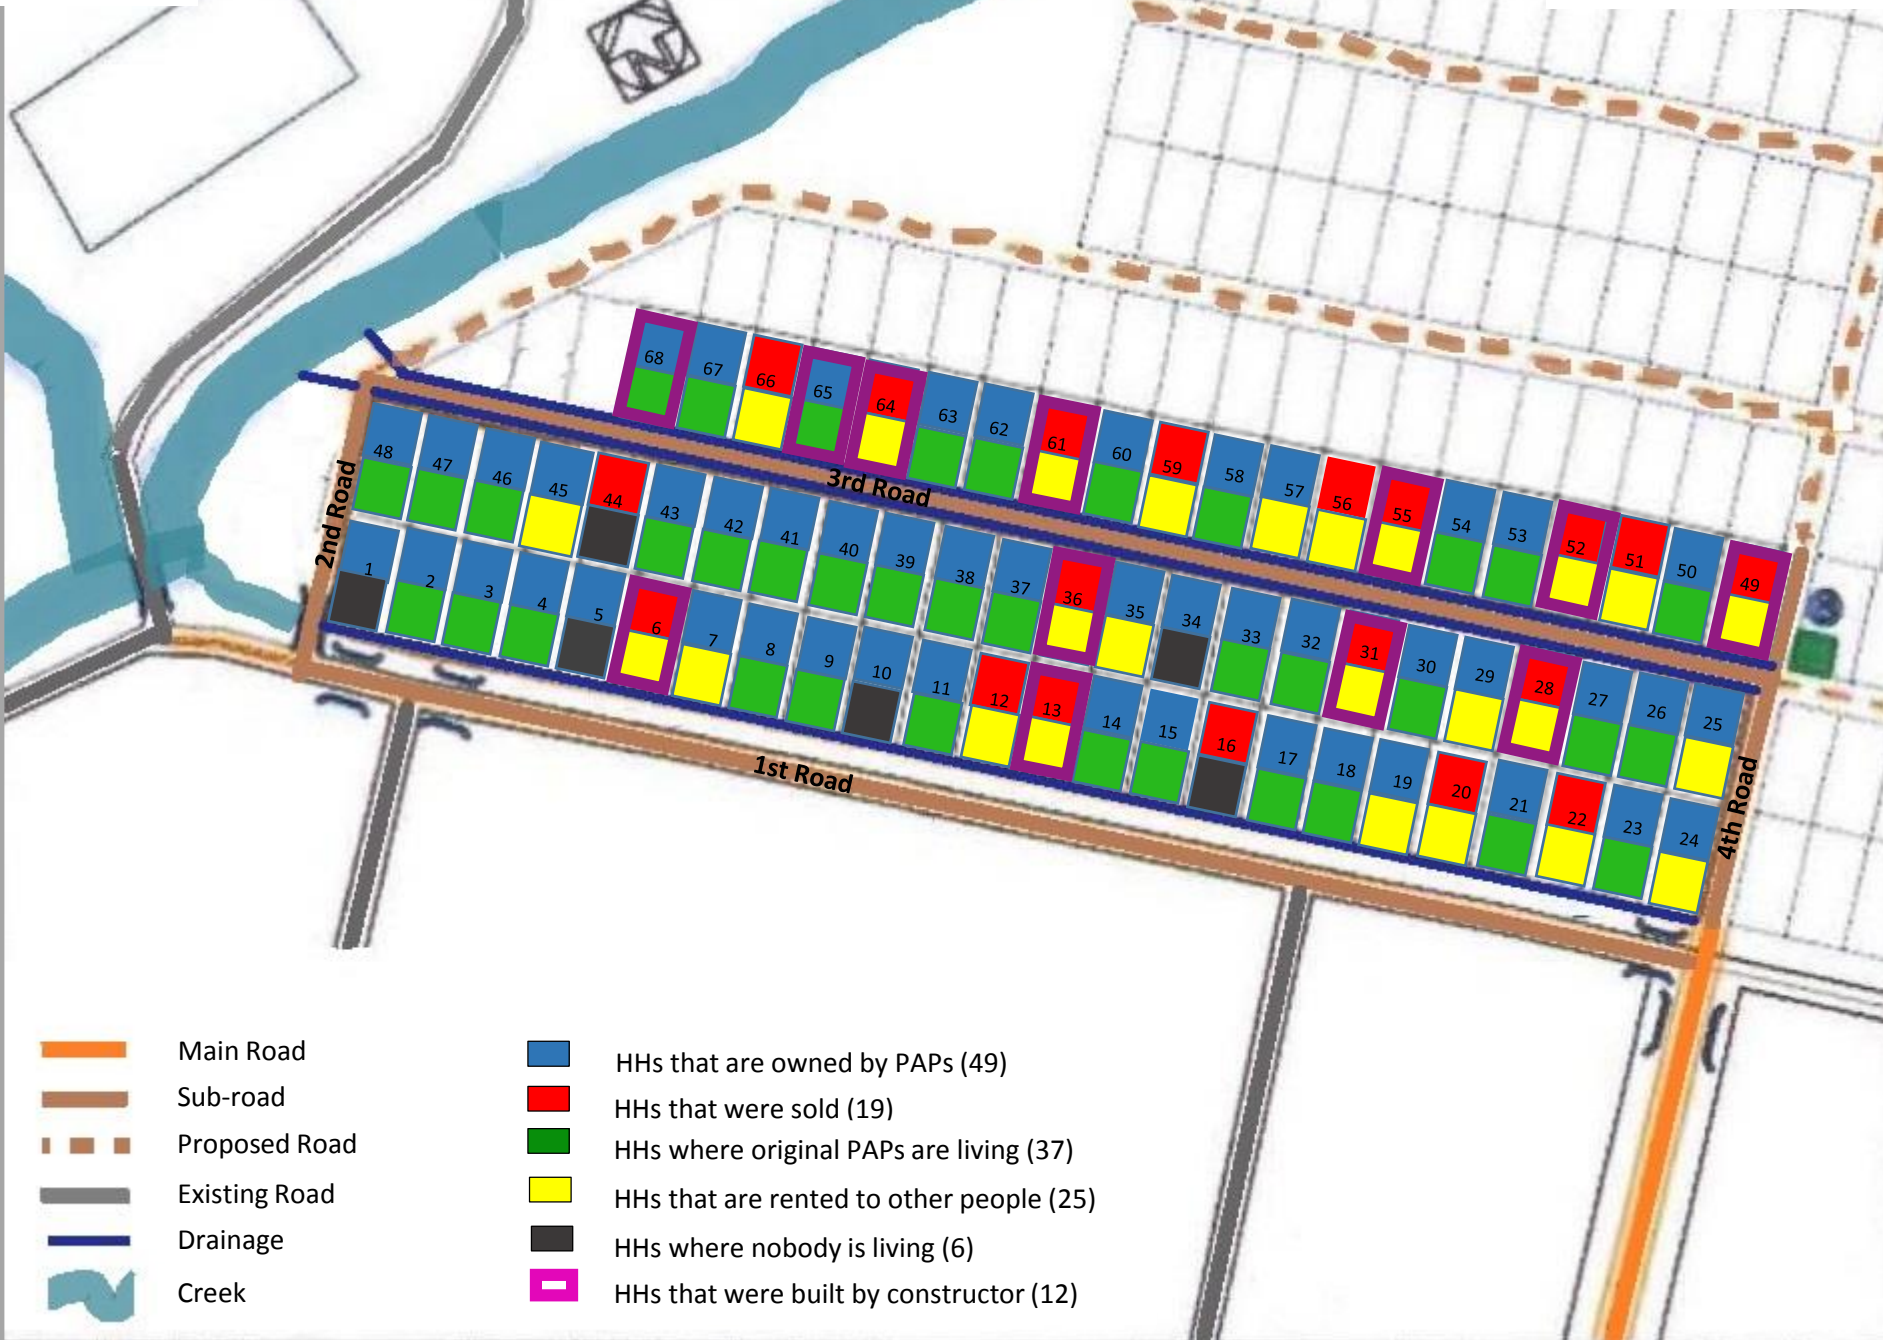 N
68 67 66 65 64 63 62 61 60 59 58 57 56 55 54 53 52 51 50 49
3rd Road
2nd Road
48 47 46 45 44 43 42 41 40 39 38 37 36 35 34 33 32 31 30 29 28 27 26 25
1 2 3 4 5 6 7 8 9 10 11 12 13 14 15 16 17 18 19 20 21 22 23 24
4th Road
1st Road
Main Road
Sub-road
Proposed Road
Existing Road
Drainage
Creek
HHs that are owned by PAPs (49)
HHs that were sold (19)
HHs where original PAPs are living (37)
HHs that are rented to other people (25)
HHs where nobody is living (6)
HHs that were built by constructor (12)